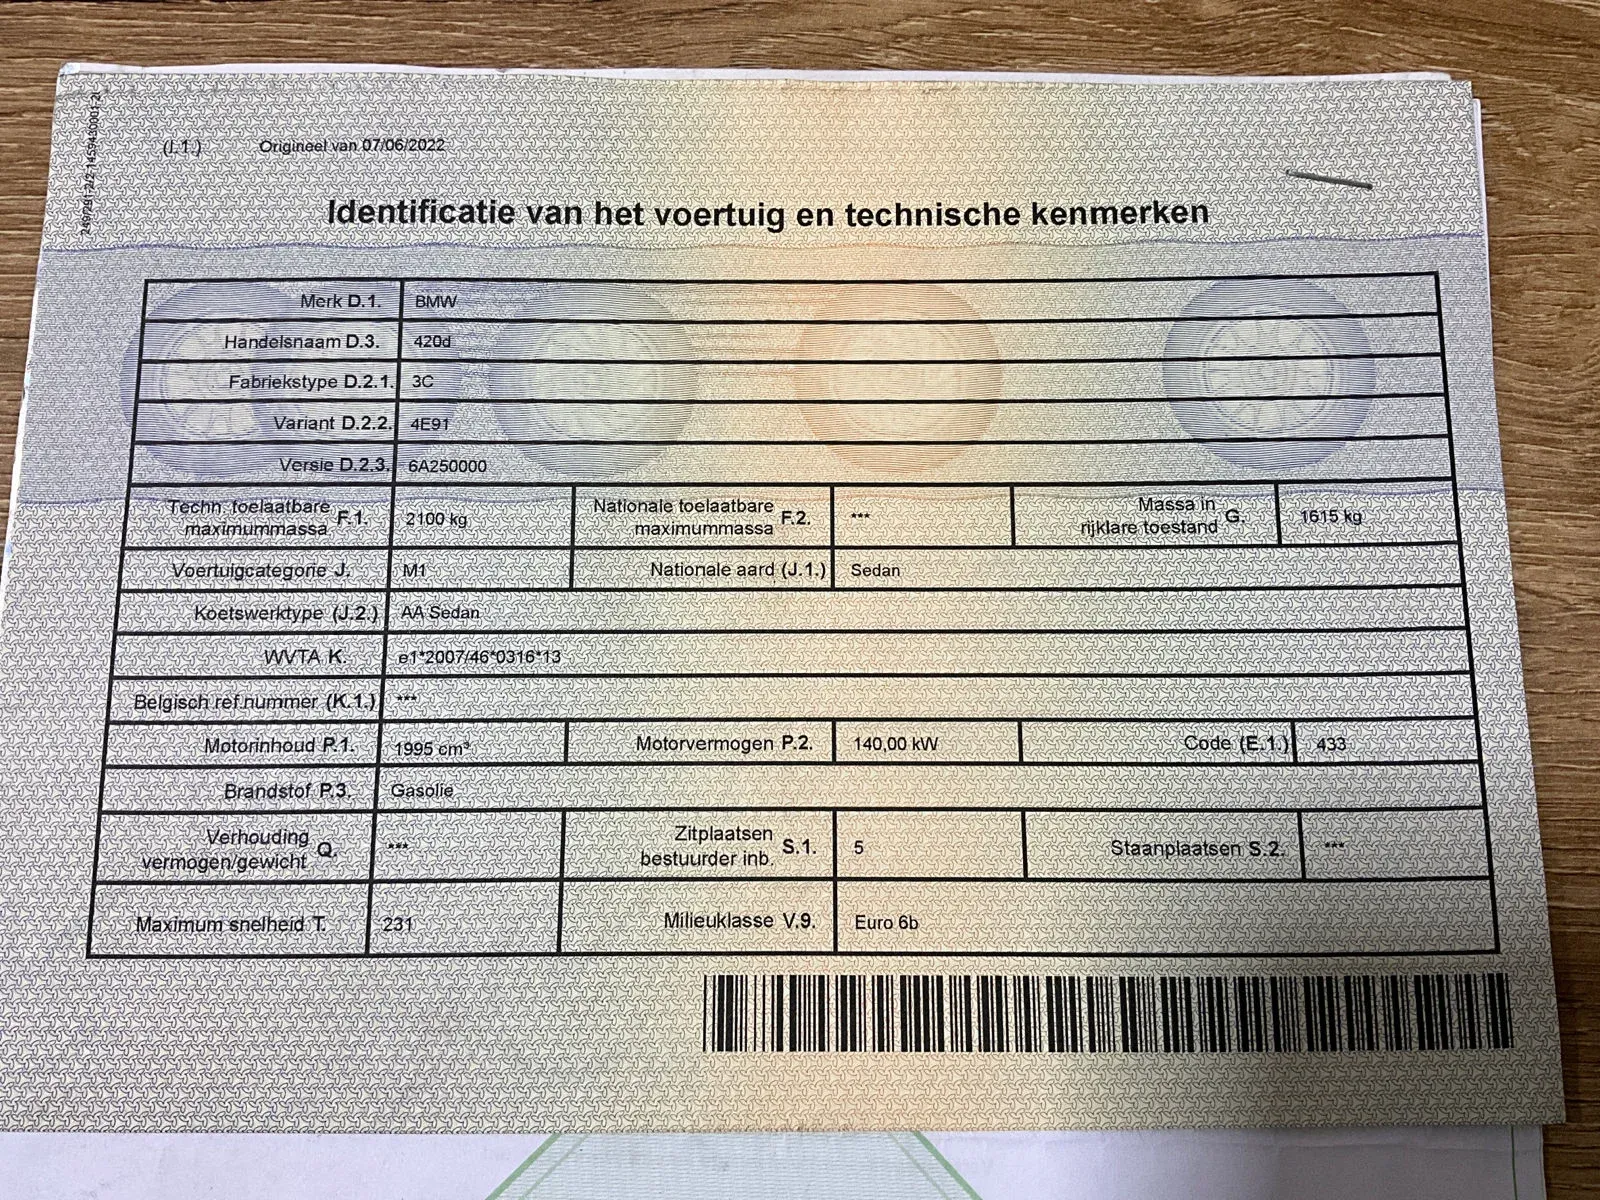 (J.1.) Origineel van 07/06/2022
Identificatie van het voertuig en technische kenmerken
Merk D.1. BMW
Handelsnaam D.3. 420d
Fabriekstype D.2.1. 3C
Variant D.2.2. 4E91
Versie D.2.3. 6A250000
Techn. toelaatbare maximummassa F.1. 2100 kg Nationale toelaatbare maximummassa F.2. *** Massa in rijklare toestand G. 1615 kg
Voertuigcategorie J. M1 Nationale aard (J.1.) Sedan
Koetswerktype (J.2.) AA Sedan
WVTA K. e1*2007/46*0316*13
Belgisch ref.nummer (K.1.) ***
Motorinhoud P.1. 1995 cm³ Motorvermogen P.2. 140,00 kW Code (E.1.) 433
Brandstof P.3. Gasolie
Verhouding vermogen/gewicht Q. *** Zitplaatsen bestuurder inb. S.1. 5 Staanplaatsen S.2. ***
Maximum snelheid T. 231 Milieuklasse V.9. Euro 6b